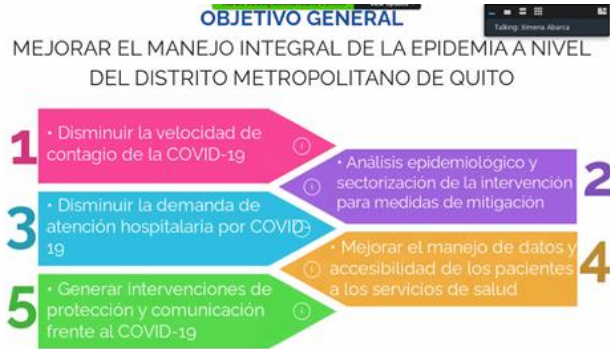 OBJETIVO GENERAL
Talking: Ximena Abarca
MEJORAR EL MANEJO INTEGRAL DE LA EPIDEMIA A NIVEL
DEL DISTRITO METROPOLITANO DE QUITO
1
• Disminuir la velocidad de
contagio de la COVID-19
2
• Análisis epidemiológico y
sectorización de la intervención
para medidas de mitigación
3
• Disminuir la demanda de
atención hospitalaria por COVID-
19
4
• Mejorar el manejo de datos y
accesibilidad de los pacientes
a los servicios de salud
5
• Generar intervenciones de
protección y comunicación
frente al COVID-19